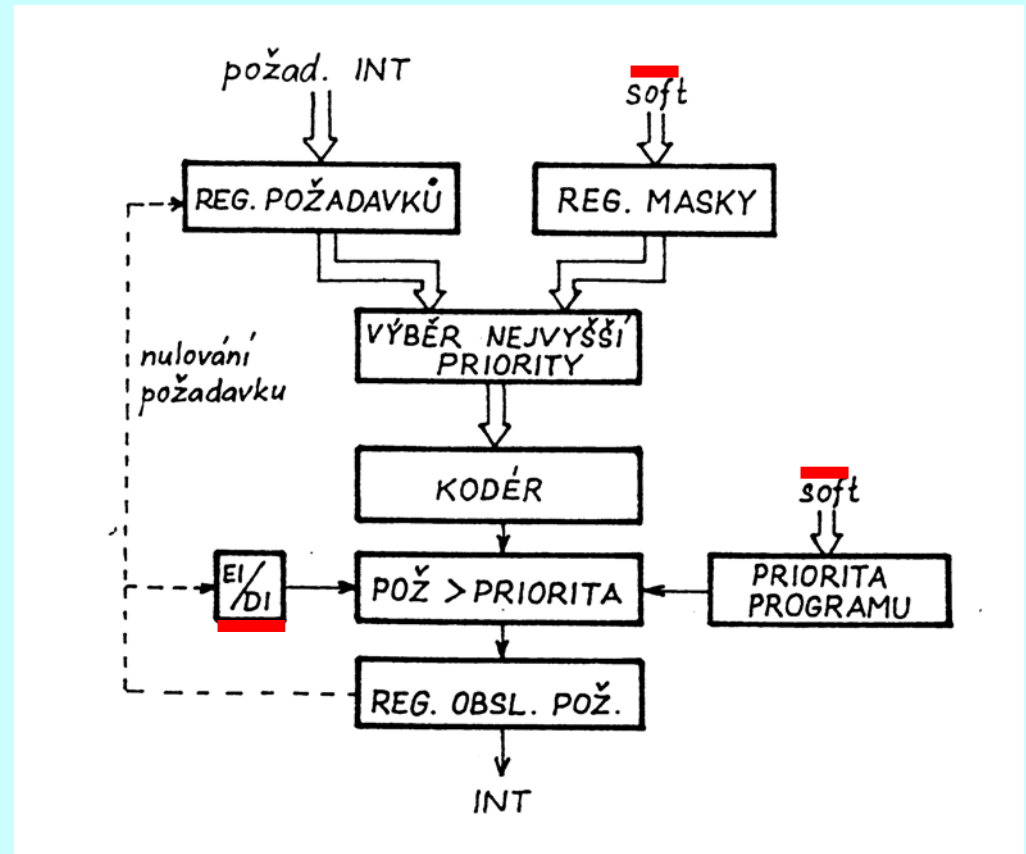 požad. INT
soft
REG. POŽADAVKŮ
REG. MASKY
VÝBĚR NEJVYŠŠÍ
PRIORITY
nulování
požadavku
KODÉR
soft
EI/
DI
POŽ > PRIORITA
PRIORITA
PROGRAMU
REG. OBSL. POŽ.
INT